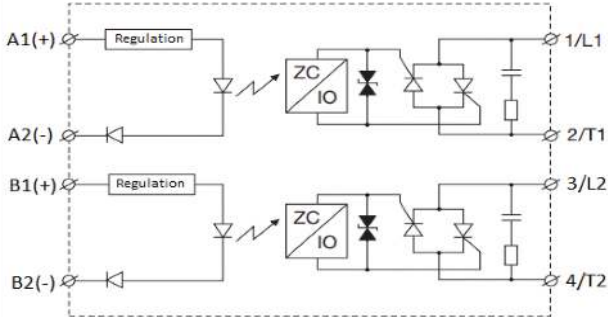 A1(+) Regulation ZC IO 1/L1
A2(-) 2/T1
B1(+) Regulation ZC IO 3/L2
B2(-) 4/T2